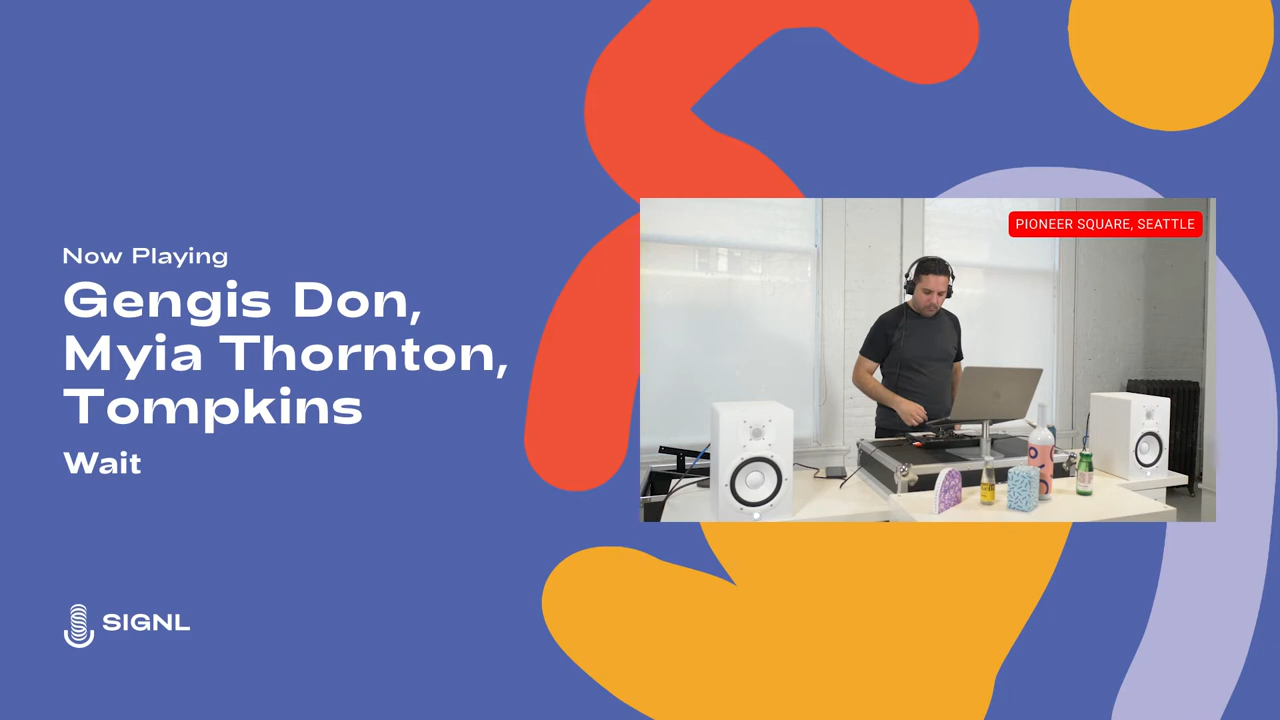 Now Playing
Gengis Don,
Myia Thornton,
Tompkins
Wait
SIGNL
PIONEER SQUARE, SEATTLE